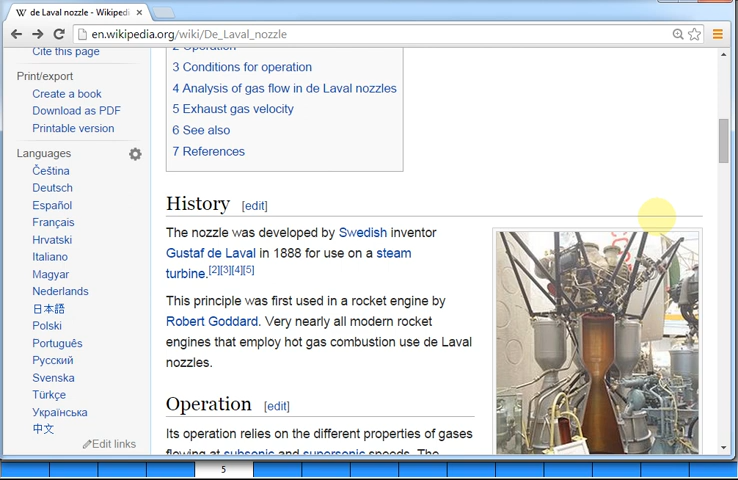 de Laval nozzle - Wikipedi
en.wikipedia.org/wiki/De_Laval_nozzle
Cite this page
Print/export
Create a book
Download as PDF
Printable version
Languages
Čeština
Deutsch
Español
Français
Hrvatski
Italiano
Magyar
Nederlands
日本語
Polski
Português
Русский
Svenska
Türkçe
Українська
中文
Edit links
2 Operation
3 Conditions for operation
4 Analysis of gas flow in de Laval nozzles
5 Exhaust gas velocity
6 See also
7 References
History [edit]
The nozzle was developed by Swedish inventor
Gustaf de Laval in 1888 for use on a steam
turbine.[2][3][4][5]
This principle was first used in a rocket engine by
Robert Goddard. Very nearly all modern rocket
engines that employ hot gas combustion use de Laval
nozzles.
Operation [edit]
Its operation relies on the different properties of gases
flowing at subsonic and supersonic speeds. The
5